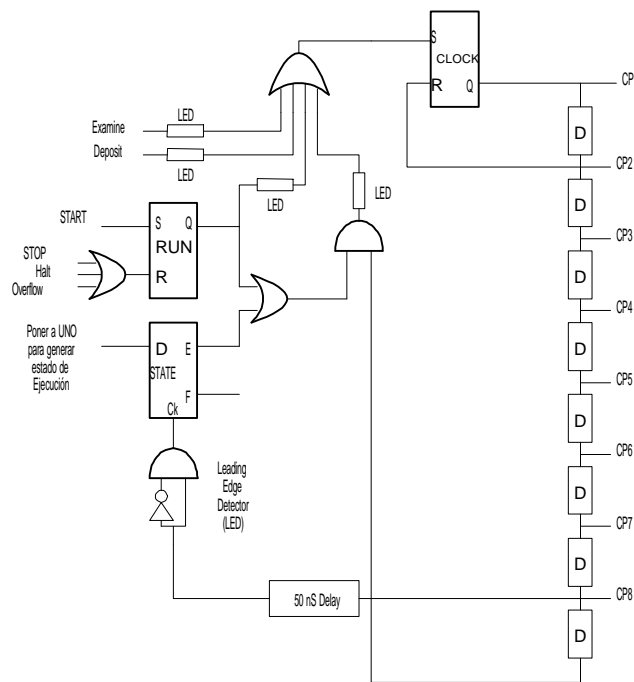 S
CLOCK
R
Q
CP
D
CP2
LED
Examine
Deposit
LED
LED
LED
D
START
S
Q
RUN
R
STOP
Halt
Overflow
CP3
D
CP4
Poner a UNO
para generar
estado de
Ejecución
D
E
STATE
F
Ck
D
CP5
D
CP6
Leading
Edge
Detector
(LED)
D
CP7
D
50 nS Delay
CP8
D